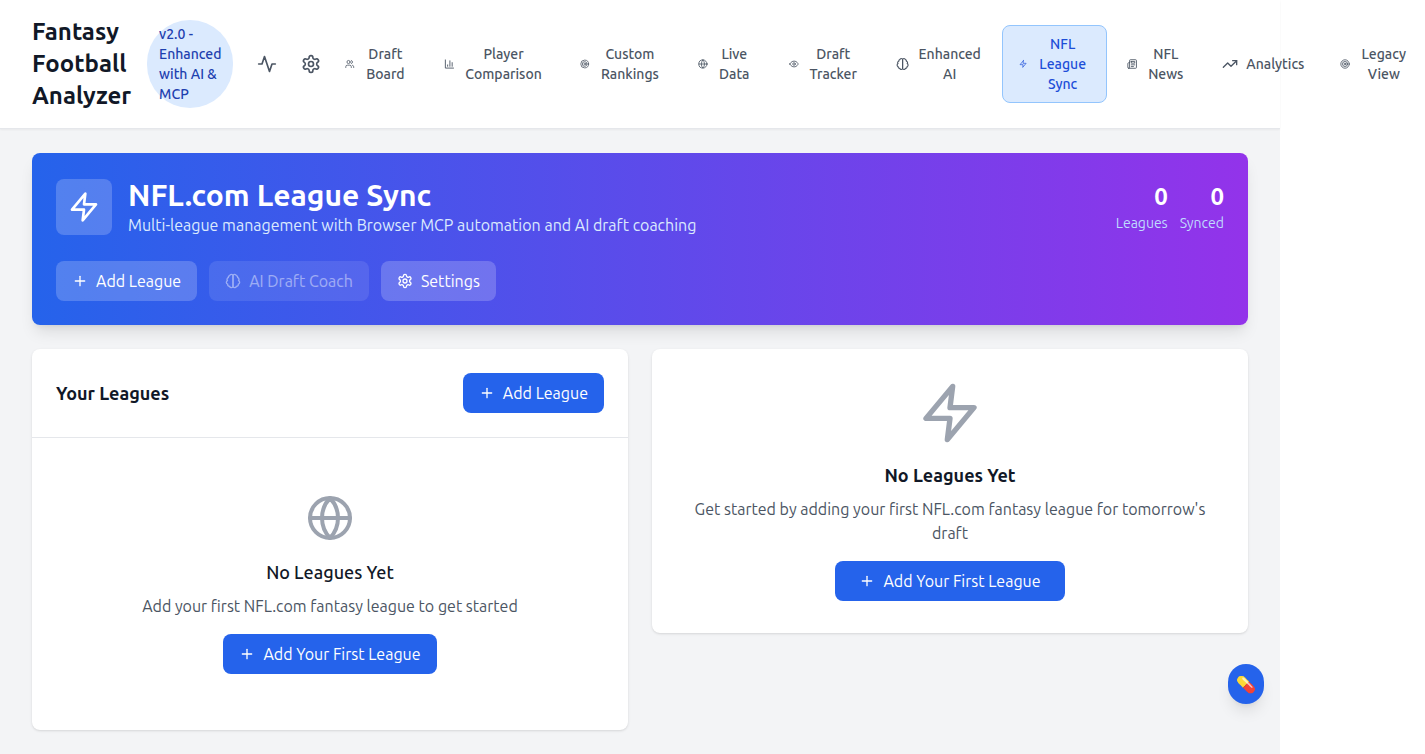 Fantasy
Football
Analyzer
v2.0 -
Enhanced
with AI &
MCP
Draft
Board
Player
Comparison
Custom
Rankings
Live
Data
Draft
Tracker
Enhanced
AI
NFL
League
Sync
NFL
News
Analytics
Legacy
View
NFL.com League Sync
Multi-league management with Browser MCP automation and AI draft coaching
0
Leagues
0
Synced
Add League
AI Draft Coach
Settings
Your Leagues
Add League
No Leagues Yet
Add your first NFL.com fantasy league to get started
Add Your First League
No Leagues Yet
Get started by adding your first NFL.com fantasy league for tomorrow's
draft
Add Your First League